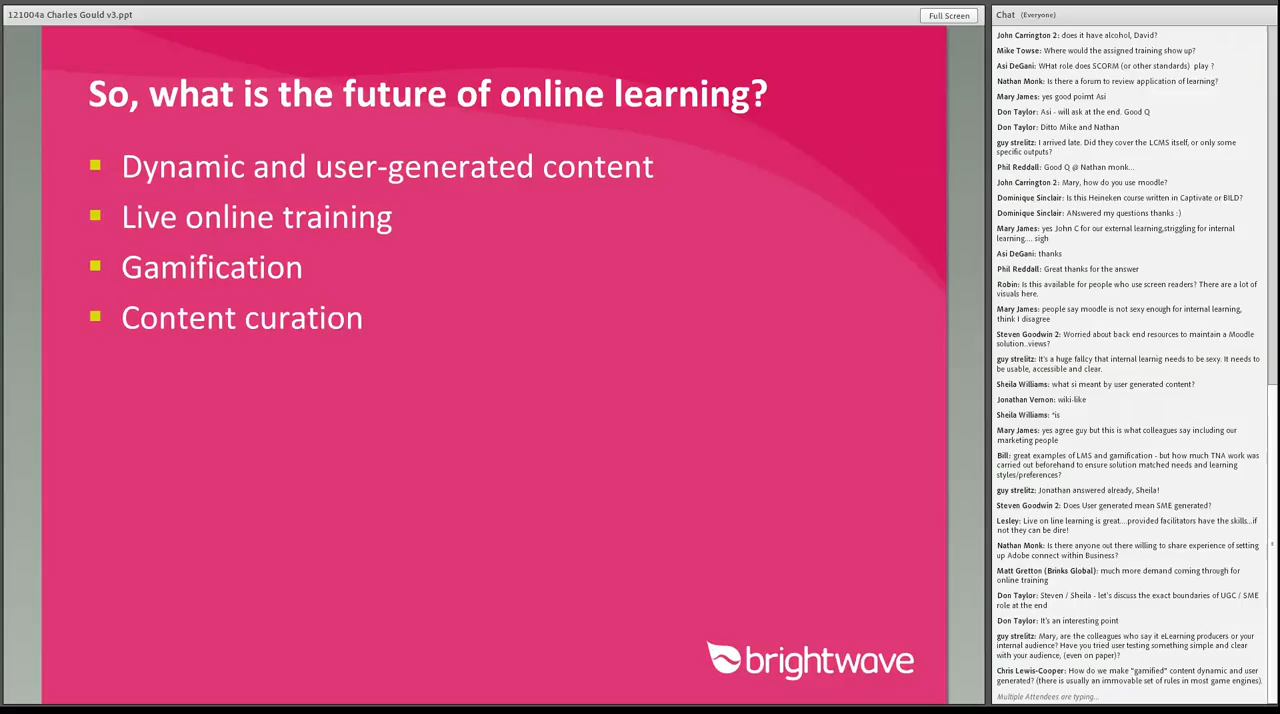 121004a Charles Gould v3.ppt
Full Screen
So, what is the future of online learning?
Dynamic and user-generated content
Live online training
Gamification
Content curation
brightwave
Chat (Everyone)
John Carrington 2: does it have alcohol, David?
Mike Towse: Where would the assigned training show up?
Asi DeGani: WHat role does SCORM (or other standards) play ?
Nathan Monk: Is there a forum to review application of learning?
Mary James: yes good poimt Asi
Don Taylor: Asi - will ask at the end. Good Q
Don Taylor: Ditto Mike and Nathan
guy strelitz: I arrived late. Did they cover the LCMS itself, or only some
specific outputs?
Phil Reddall: Good Q @ Nathan monk...
John Carrington 2: Mary, how do you use moodle?
Dominique Sinclair: Is this Heineken course written in Captivate or BILD?
Dominique Sinclair: ANswered my questions thanks :)
Mary James: yes John C for our external learning,striggling for internal
learning.... sigh
Asi DeGani: thanks
Phil Reddall: Great thanks for the answer
Robin: Is this available for people who use screen readers? There are a lot of
visuals here.
Mary James: people say moodle is not sexy enough for internal learning,
think I disagree
Steven Goodwin 2: Worried about back end resources to maintain a Moodle
solution..views?
guy strelitz: It's a huge fallcy that internal learnig needs to be sexy. It needs to
be usable, accessible and clear.
Sheila Williams: what si meant by user generated content?
Jonathan Vernon: wiki-like
Sheila Williams: *is
Mary James: yes agree guy but this is what colleagues say including our
marketing people
Bill: great examples of LMS and gamification - but how much TNA work was
carried out beforehand to ensure solution matched needs and learning
styles/preferences?
guy strelitz: Jonathan answered already, Sheila!
Steven Goodwin 2: Does User generated mean SME generated?
Lesley: Live on line learning is great....provided facilitators have the skills...if
not they can be dire!
Nathan Monk: Is there anyone out there willing to share experience of setting
up Adobe connect within Business?
Matt Gretton (Brinks Global): much more demand coming through for
online training
Don Taylor: Steven / Sheila - let's discuss the exact boundaries of UGC / SME
role at the end
Don Taylor: It's an interesting point
guy strelitz: Mary, are the colleagues who say it eLearning producers or your
internal audience? Have you tried user testing something simple and clear
with your audience, (even on paper)?
Chris Lewis-Cooper: How do we make "gamified" content dynamic and user
generated? (there is usually an immovable set of rules in most game engines).
Multiple Attendees are typing...